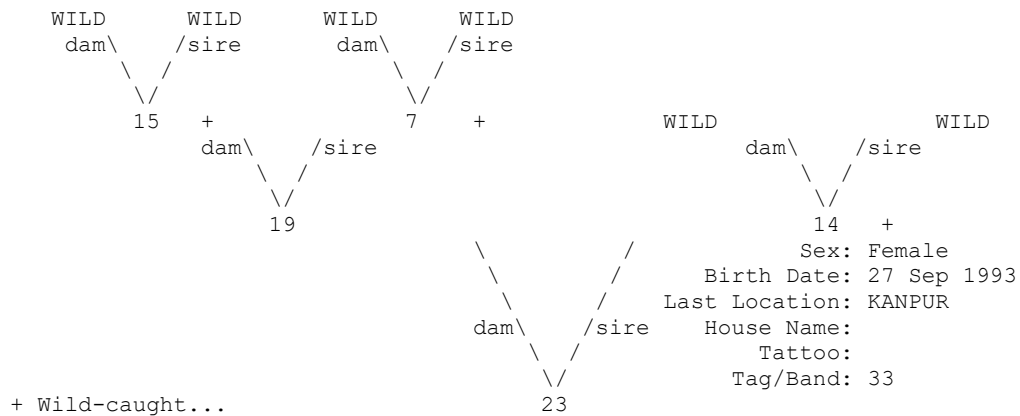 WILD WILD WILD WILD
dam\ /sire dam\ /sire
\ / \ /
\/ \/
15 + 7 + WILD WILD
dam\ /sire dam\ /sire
\ / \ /
\/ \/
19 14 +
\ / Sex: Female
\ / Birth Date: 27 Sep 1993
\ / Last Location: KANPUR
dam\ /sire House Name:
\ / Tattoo:
\/ Tag/Band: 33
+ Wild-caught... 23